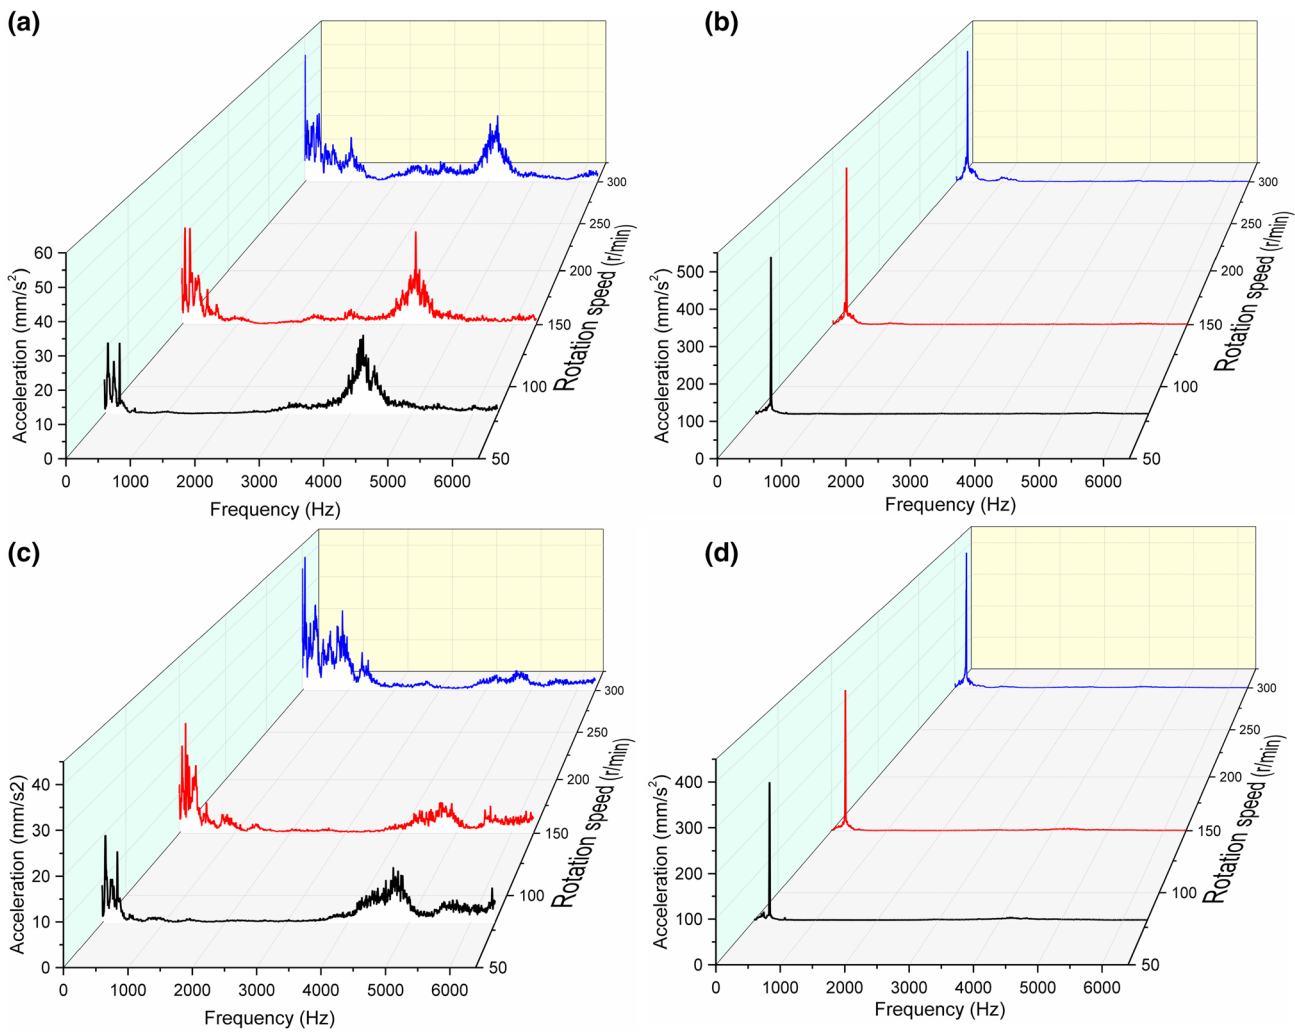 (a)
60
50
40
30
20
10
0
Acceleration (mm/s²)
0 1000 2000 3000 4000 5000 6000
Frequency (Hz)
300
250
200
150
100
50
Rotation speed (r/min)
(b)
500
400
300
200
100
0
Acceleration (mm/s²)
0 1000 2000 3000 4000 5000 6000
Frequency (Hz)
300
250
200
150
100
50
Rotation speed (r/min)
(c)
40
30
20
10
0
Acceleration (mm/s2)
0 1000 2000 3000 4000 5000 6000
Frequency (Hz)
300
250
200
150
100
50
Rotation speed (r/min)
(d)
400
300
200
100
0
Acceleration (mm/s²)
0 1000 2000 3000 4000 5000 6000
Frequency (Hz)
300
250
200
150
100
50
Rotation speed (r/min)